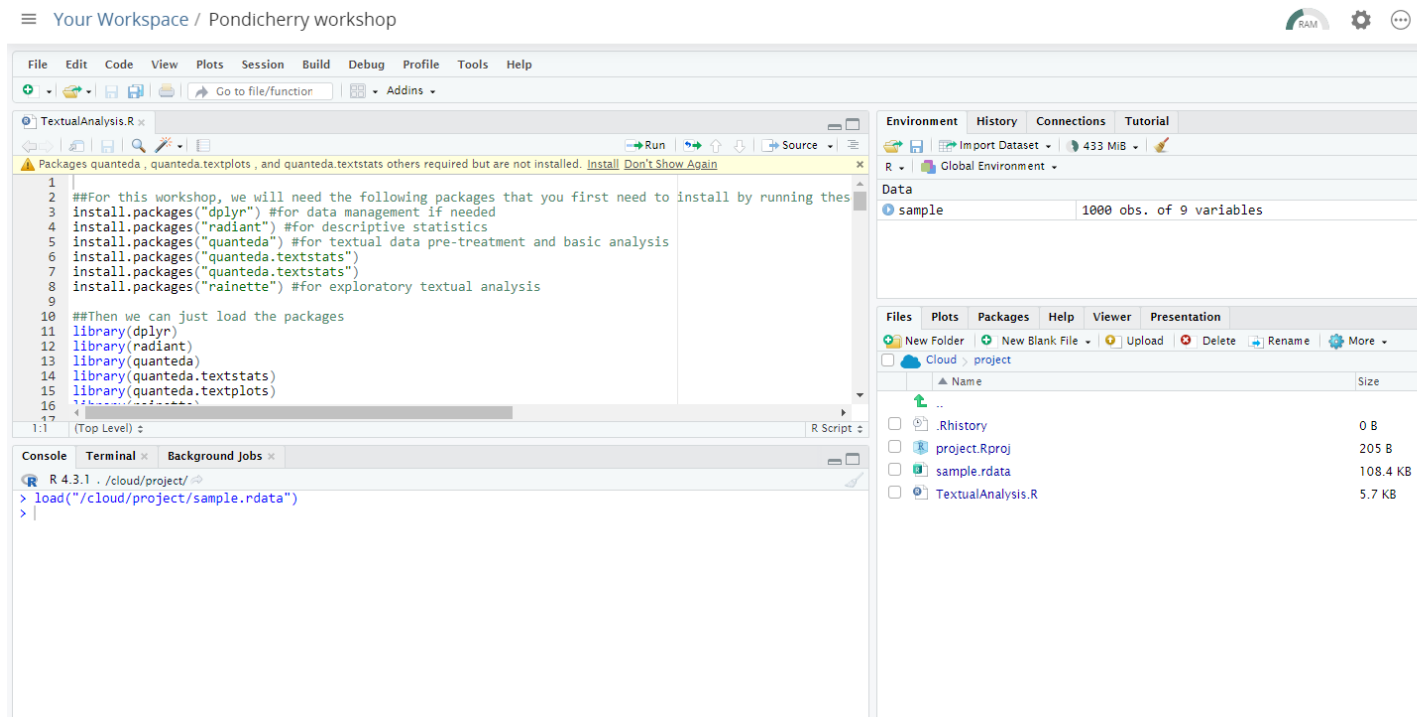 Your Workspace / Pondicherry workshop
RAM
File Edit Code View Plots Session Build Debug Profile Tools Help
Go to file/function Addins
TextualAnalysis.R
Run Source
Packages quanteda , quanteda.textplots , and quanteda.textstats others required but are not installed. Install Don't Show Again
1
2 ##For this workshop, we will need the following packages that you first need to install by running thes
3 install.packages("dplyr") #for data management if needed
4 install.packages("radiant") #for descriptive statistics
5 install.packages("quanteda") #for textual data pre-treatment and basic analysis
6 install.packages("quanteda.textstats")
7 install.packages("quanteda.textstats")
8 install.packages("rainette") #for exploratory textual analysis
9
10 ##Then we can just load the packages
11 library(dplyr)
12 library(radiant)
13 library(quanteda)
14 library(quanteda.textstats)
15 library(quanteda.textplots)
16 library(rainette)
17
1:1 (Top Level) R Script
Console Terminal Background Jobs
R 4.3.1 . /cloud/project/
> load("/cloud/project/sample.rdata")
>
Environment History Connections Tutorial
Import Dataset 433 MiB
R Global Environment
Data
sample 1000 obs. of 9 variables
Files Plots Packages Help Viewer Presentation
New Folder New Blank File Upload Delete Rename More
Cloud > project
Name Size
..
.Rhistory 0 B
project.Rproj 205 B
sample.rdata 108.4 KB
TextualAnalysis.R 5.7 KB